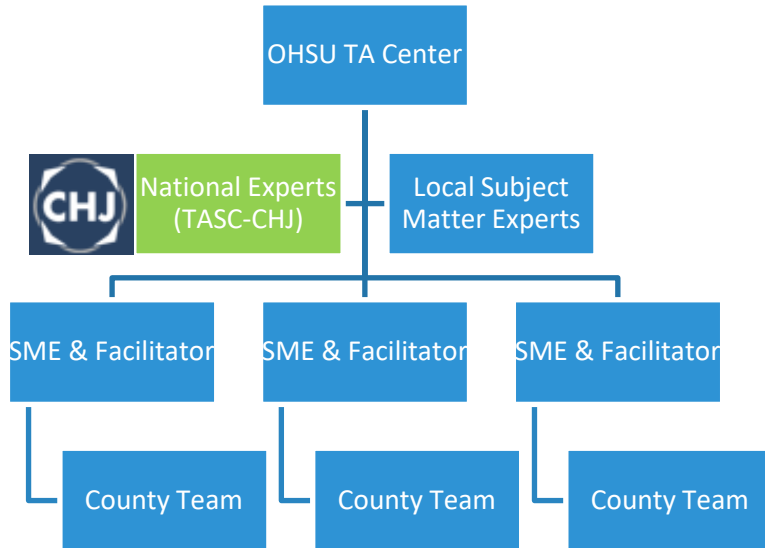 OHSU TA Center
CHJ
National Experts
(TASC-CHJ)
Local Subject
Matter Experts
SME & Facilitator
SME & Facilitator
SME & Facilitator
County Team
County Team
County Team